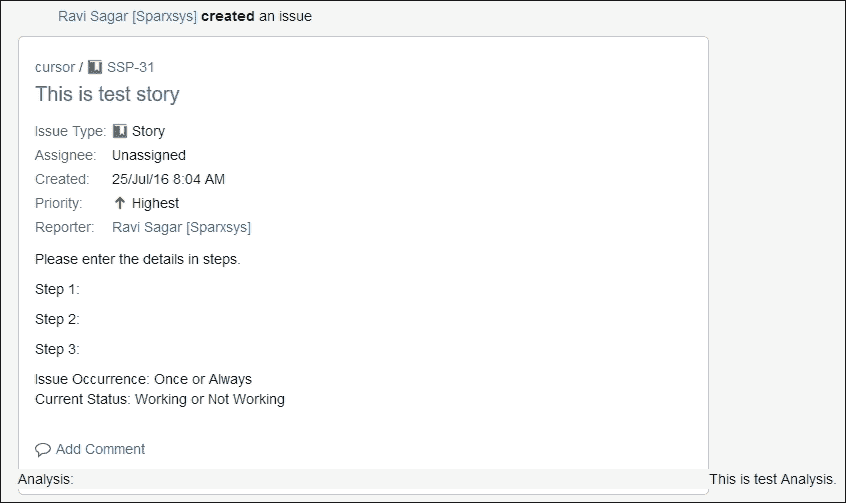 Ravi Sagar [Sparxsys] created an issue
cursor / SSP-31
This is test story
Issue Type: Story
Assignee: Unassigned
Created: 25/Jul/16 8:04 AM
Priority: Highest
Reporter: Ravi Sagar [Sparxsys]
Please enter the details in steps.
Step 1:
Step 2:
Step 3:
Issue Occurrence: Once or Always
Current Status: Working or Not Working
Add Comment
Analysis: This is test Analysis.